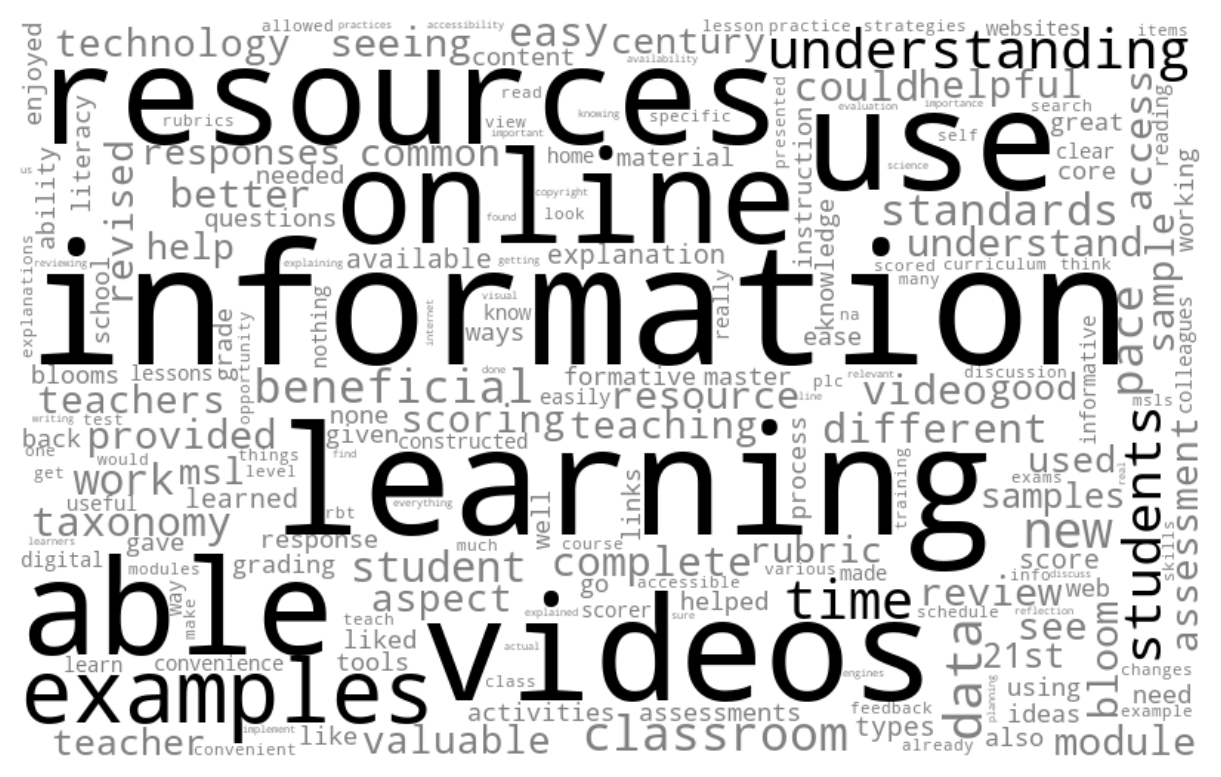 allowed practices accessibility lesson practice strategies websites items
enjoyed technology seeing easy century understanding
content availability
resources could helpful access reading
literacy rubrics read knowing specific presented evaluation importance search
view important use self great
responses common home material instruction science clear
us ability revised needed online copyright core working
better found look standards
questions knowledge
explanations help available getting explanation understand sample
reviewing explaining scored curriculum think
school information many
nothing visual really pace
internet know na colleagues
grade ways ease
opportunity done
blooms lessons beneficial formative master plc relevant video good discussion informative
teachers easily resource line msls
writing test none scoring teaching different students assessment
back provided given constructed process
one would things find learning used
get work msl level links training exams real
useful learned everything samples
taxonomy rbt well new
learners gave response much course rubric score skills
digital modules grading student complete various made info discuss
able way aspect go accessible review web
make explained scorer helped time schedule reflection
teach sure see bloom
liked videos data
learn convenience tools actual 21st
examples class engines planning changes
using need
activities assessments feedback ideas example
implement types
teacher like valuable classroom already also module
convenient